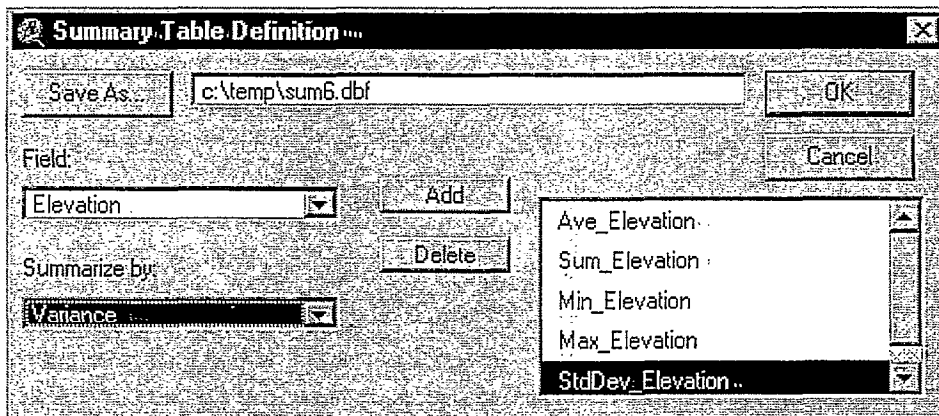 Summary Table Definition
Save As...
c:\temp\sum6.dbf
OK
Cancel
Field:
Elevation
Add
Delete
Summarize by:
Variance
Ave_Elevation
Sum_Elevation
Min_Elevation
Max_Elevation
StdDev_Elevation